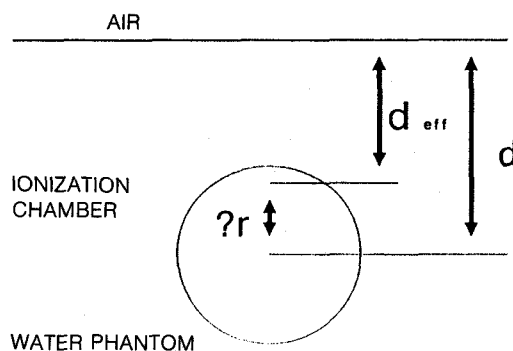 AIR
d eff
d
IONIZATION
CHAMBER
?r
WATER PHANTOM